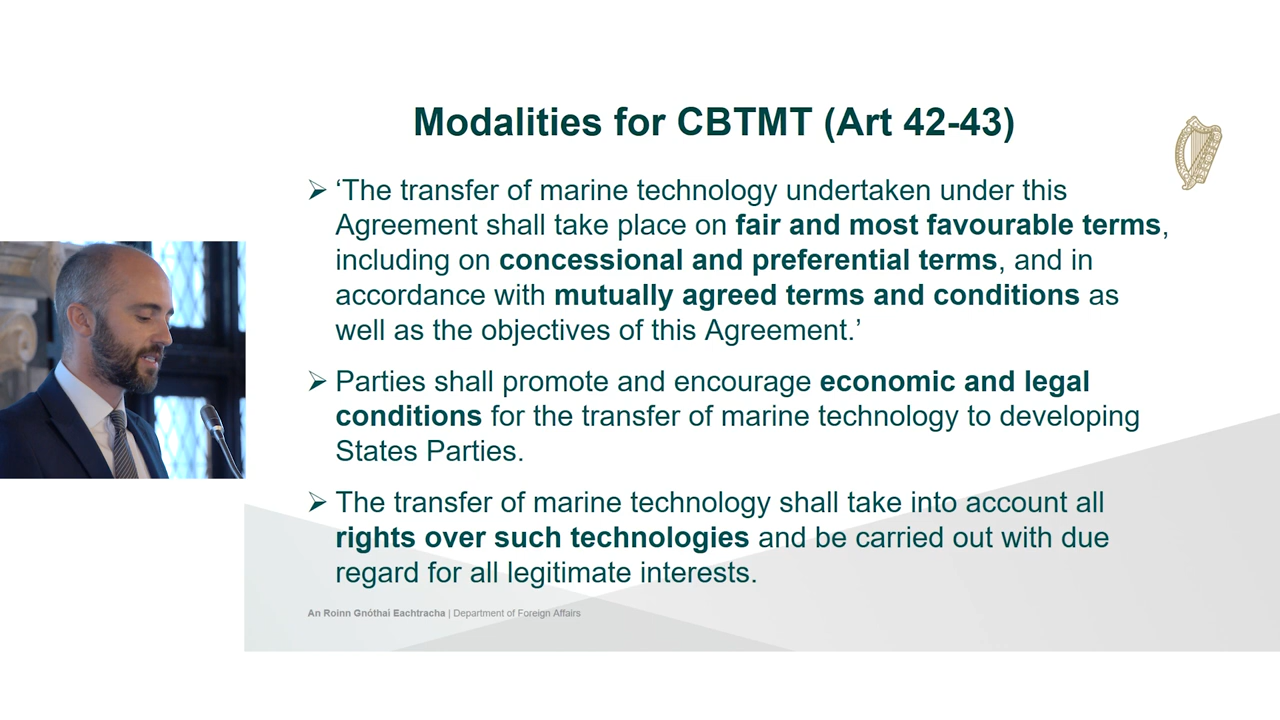 Modalities for CBTMT (Art 42-43)
‘The transfer of marine technology undertaken under this
Agreement shall take place on fair and most favourable terms,
including on concessional and preferential terms, and in
accordance with mutually agreed terms and conditions as
well as the objectives of this Agreement.’
Parties shall promote and encourage economic and legal
conditions for the transfer of marine technology to developing
States Parties.
The transfer of marine technology shall take into account all
rights over such technologies and be carried out with due
regard for all legitimate interests.
An Roinn Gnóthaí Eachtracha | Department of Foreign Affairs